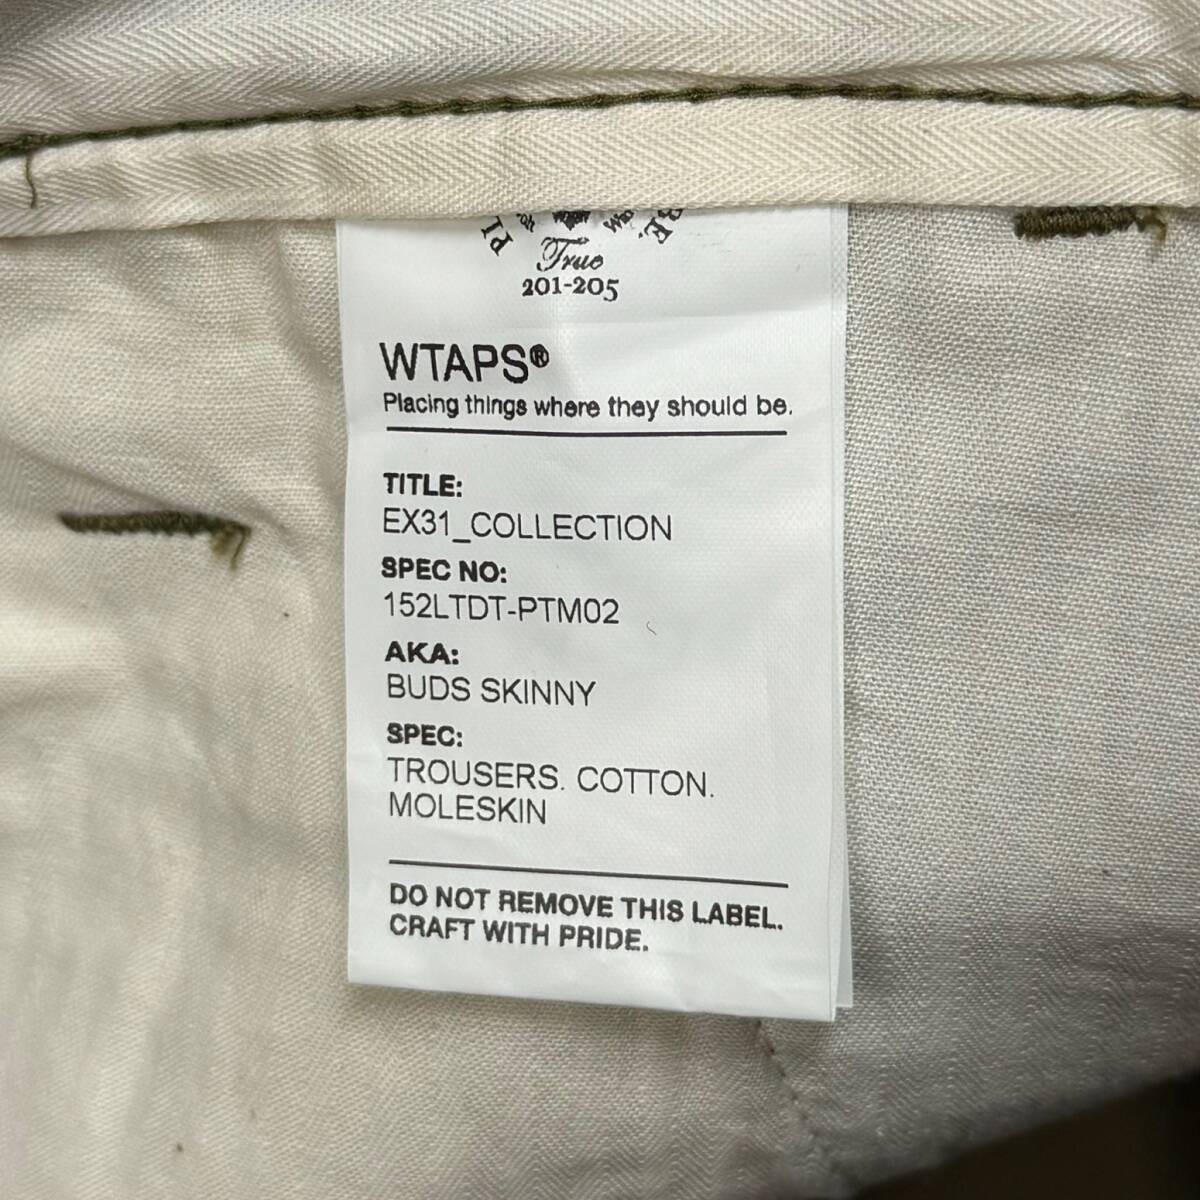 True
201-205
WTAPS®
Placing things where they should be.
TITLE:
EX31_COLLECTION
SPEC NO:
152LTDT-PTM02
AKA:
BUDS SKINNY
SPEC:
TROUSERS. COTTON.
MOLESKIN
DO NOT REMOVE THIS LABEL.
CRAFT WITH PRIDE.